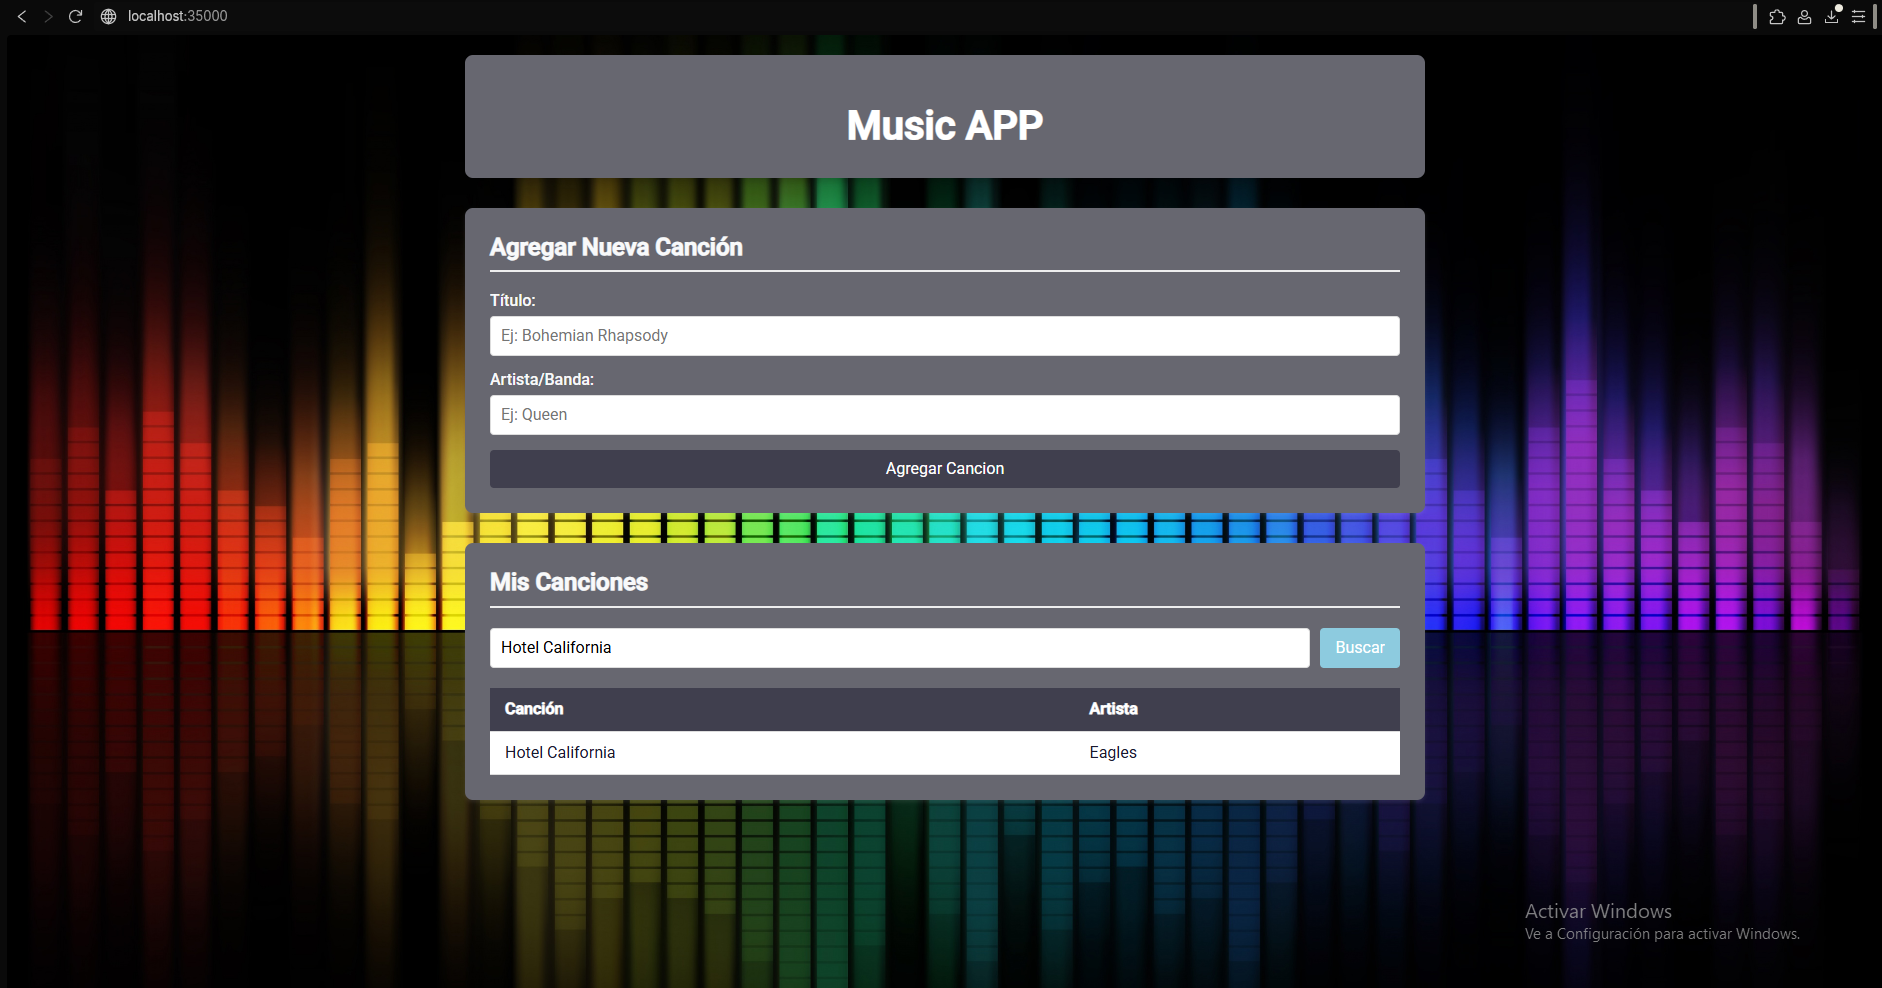 localhost:35000
Music APP
Agregar Nueva Canción
Título:
Ej: Bohemian Rhapsody
Artista/Banda:
Ej: Queen
Agregar Cancion
Mis Canciones
Hotel California
Buscar
Canción Artista
Hotel California Eagles
Activar Windows
Ve a Configuración para activar Windows.